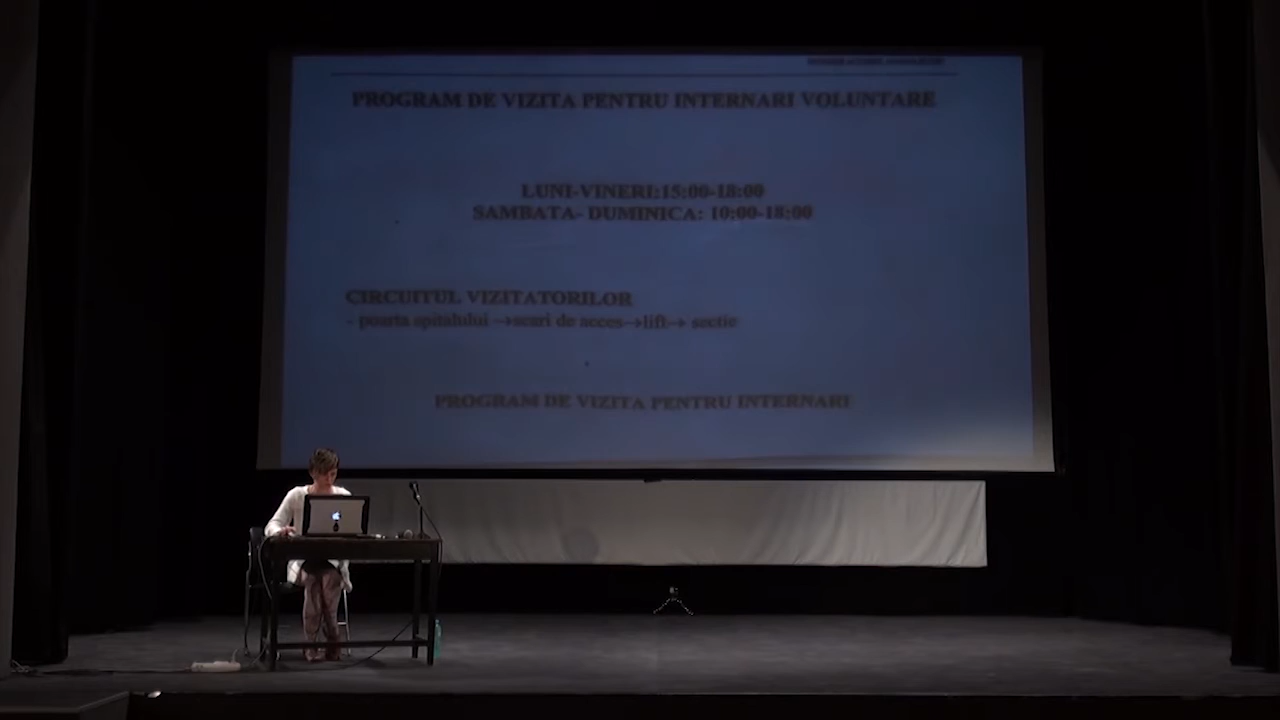 PROGRAM DE VIZITA PENTRU INTERNARI VOLUNTARE
LUNI-VINERI:15:00-18:00
SAMBATA- DUMINICA: 10:00-18:00
CIRCUITUL VIZITATORILOR
- poarta spitalului →scari de acces→lift→ sectie
PROGRAM DE VIZITA PENTRU INTERNARI